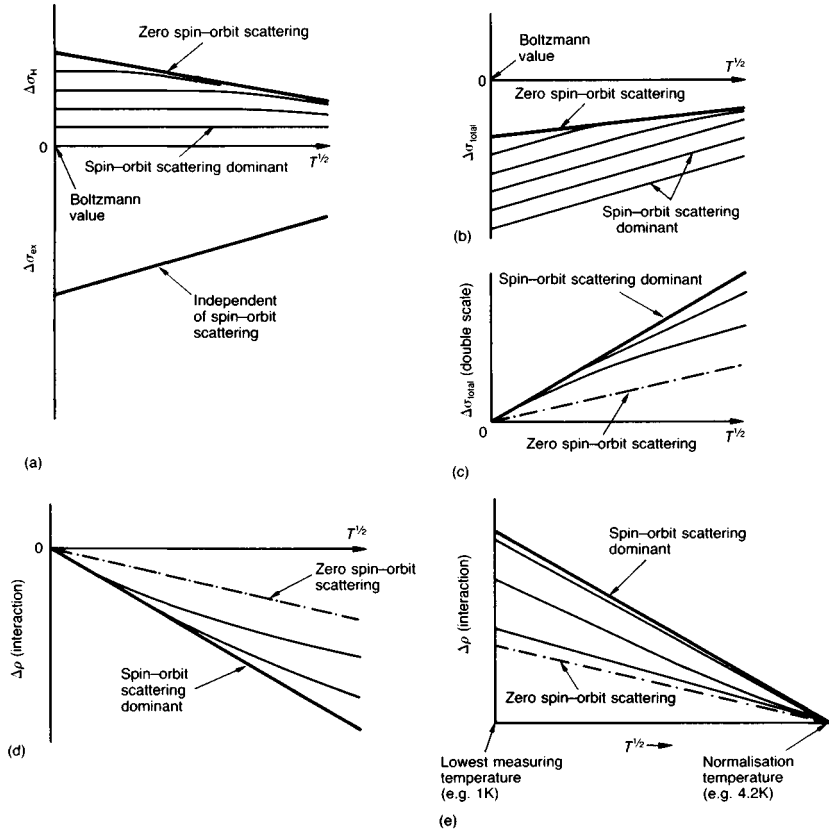 Zero spin–orbit scattering
Δσ_H
0
Spin–orbit scattering dominant
T^½
Boltzmann
value
Δσ_ex
Independent
of spin–orbit
scattering
(a)
Boltzmann
value
0
T^½
Zero spin–orbit scattering
Δσ_total
Spin–orbit scattering
dominant
(b)
Spin–orbit scattering dominant
Δσ_total (double scale)
0
T^½
Zero spin–orbit scattering
(c)
0
T^½
Zero spin–orbit
scattering
Δρ (interaction)
Spin–orbit
scattering
dominant
(d)
Spin–orbit scattering
dominant
Δρ (interaction)
Zero spin–orbit scattering
Lowest measuring
temperature
(e.g. 1K)
T^½
Normalisation
temperature
(e.g. 4.2K)
(e)